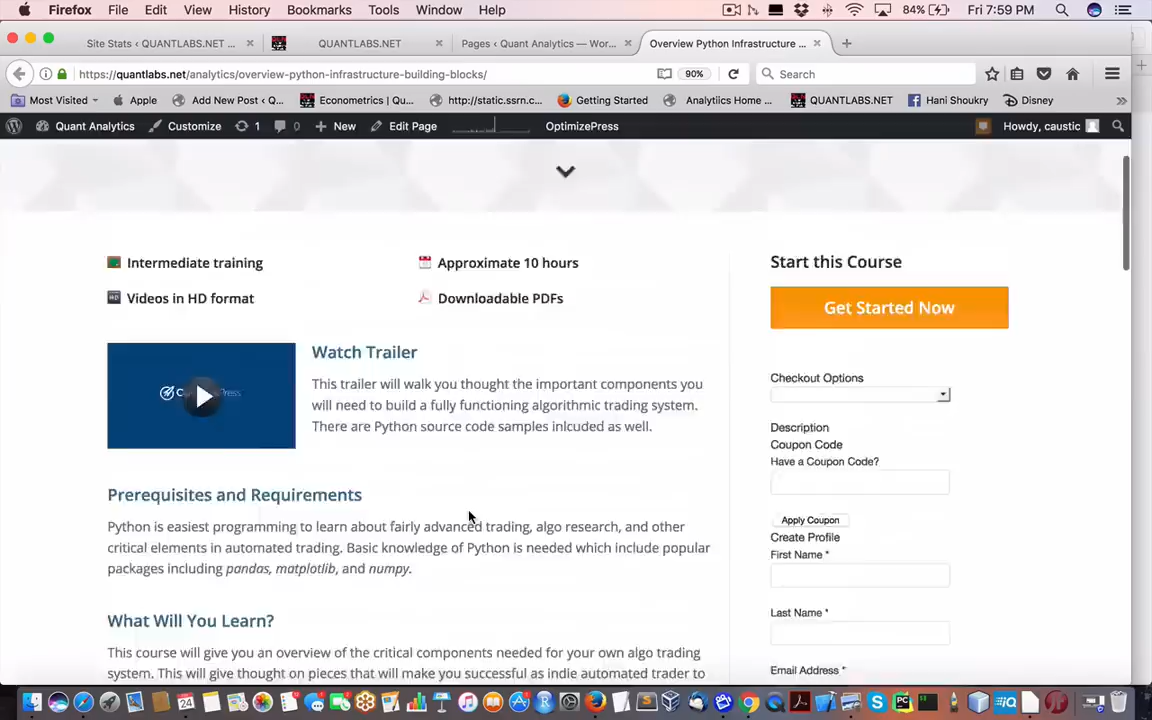 Firefox File Edit View History Bookmarks Tools Window Help 84% Fri 7:59 PM
Site Stats ‹ QUANTLABS.NET ... QUANTLABS.NET Pages ‹ Quant Analytics — Wor... Overview Python Infrastructure ...
https://quantlabs.net/analytics/overview-python-infrastructure-building-blocks/ 90% Search
Most Visited Apple Add New Post ‹ Q... Econometrics | Qu... http://static.ssrn.c... Getting Started Analytiics Home ... QUANTLABS.NET Hani Shoukry Disney
Quant Analytics Customize 1 0 New Edit Page OptimizePress Howdy, caustic
Intermediate training
Approximate 10 hours
Videos in HD format
Downloadable PDFs
Watch Trailer
This trailer will walk you thought the important components you
will need to build a fully functioning algorithmic trading system.
There are Python source code samples inlcuded as well.
Prerequisites and Requirements
Python is easiest programming to learn about fairly advanced trading, algo research, and other
critical elements in automated trading. Basic knowledge of Python is needed which include popular
packages including pandas, matplotlib, and numpy.
What Will You Learn?
This course will give you an overview of the critical components needed for your own algo trading
system. This will give thought on pieces that will make you successful as indie automated trader to
Start this Course
Get Started Now
Checkout Options
Description
Coupon Code
Have a Coupon Code?
Apply Coupon
Create Profile
First Name *
Last Name *
Email Address *